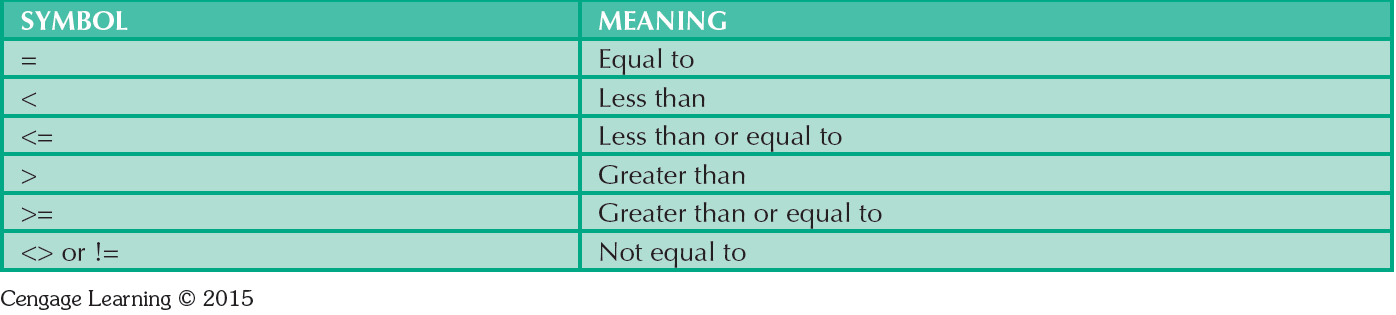 SYMBOL MEANING
= Equal to
< Less than
<= Less than or equal to
> Greater than
>= Greater than or equal to
<> or != Not equal to
Cengage Learning © 2015